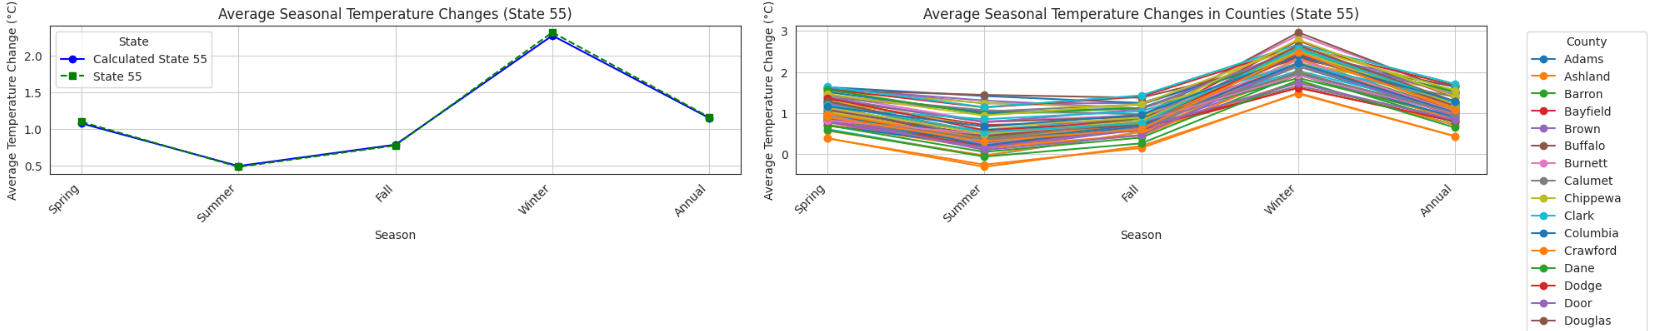 Average Seasonal Temperature Changes (State 55)
Average Temperature Change (°C)
2.0
1.5
1.0
0.5
State
Calculated State 55
State 55
Spring
Summer
Fall
Winter
Annual
Season
Average Seasonal Temperature Changes in Counties (State 55)
Average Temperature Change (°C)
3
2
1
0
Spring
Summer
Fall
Winter
Annual
Season
County
Adams
Ashland
Barron
Bayfield
Brown
Buffalo
Burnett
Calumet
Chippewa
Clark
Columbia
Crawford
Dane
Dodge
Door
Douglas